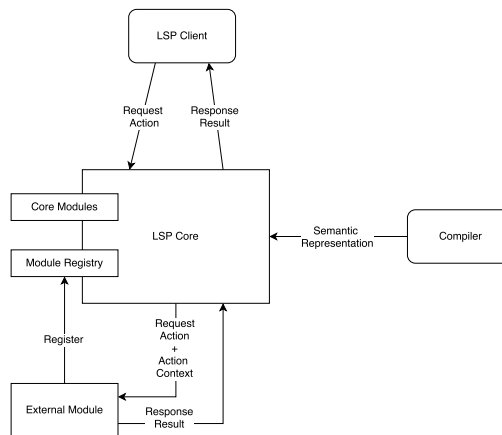 LSP Client
Request
Action
Response
Result
Core Modules
LSP Core
Module Registry
Semantic
Representation
Compiler
Register
Request
Action
+
Action
Context
External Module
Response
Result